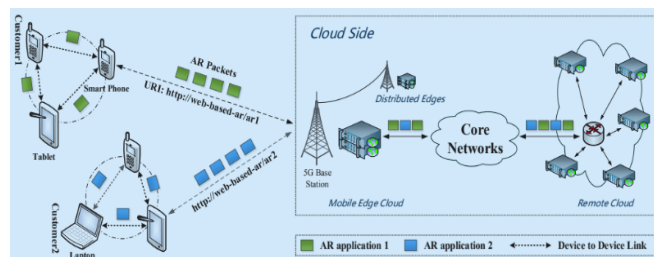 Customer1
Smart Phone
Tablet
AR Packets
URI: http://web-based-ar/ar1
http://web-based-ar/ar2
Customer2
Laptop
Cloud Side
Distributed Edges
5G Base
Station
Mobile Edge Cloud
Core
Networks
Remote Cloud
AR application 1
AR application 2
Device to Device Link